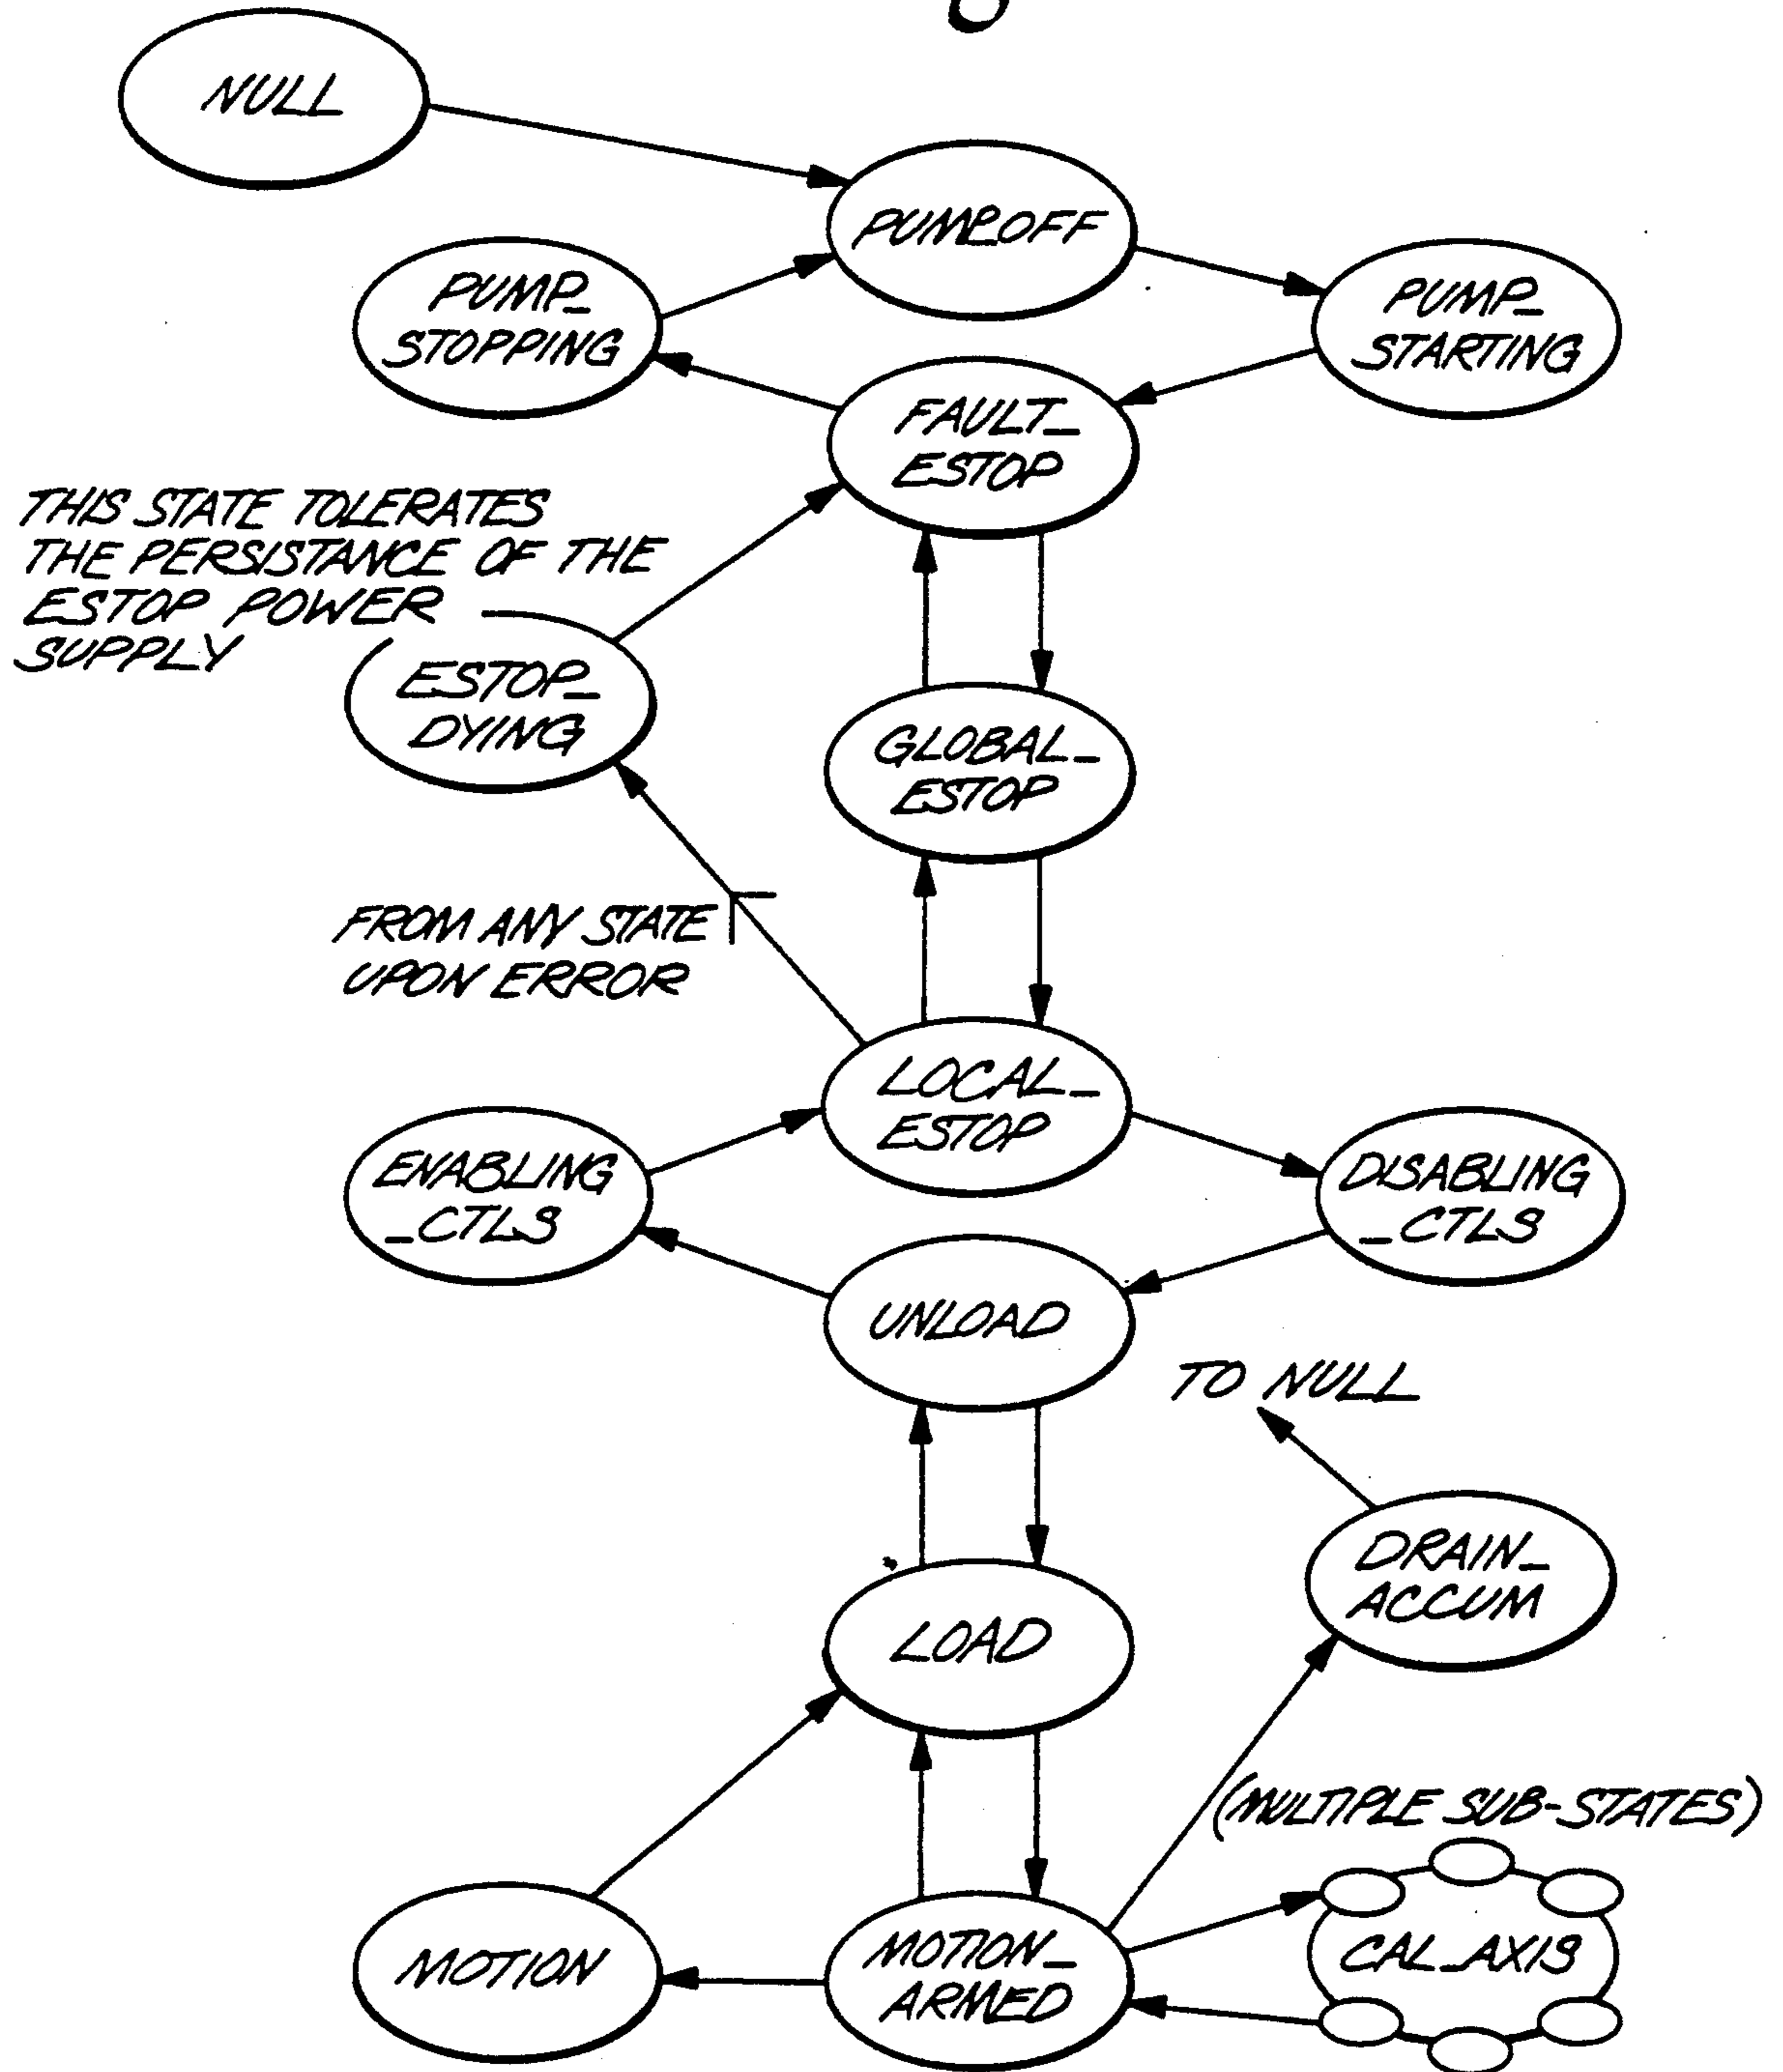 NULL
PUMP_OFF
PUMP_
STOPPING
PUMP_
STARTING
FAULT_
ESTOP
THIS STATE TOLERATES
THE PERSISTANCE OF THE
ESTOP POWER
SUPPLY
ESTOP_
DYING
GLOBAL_
ESTOP
FROM ANY STATE
UPON ERROR
LOCAL_
ESTOP
ENABLING
_CTLS
DISABLING
_CTLS
UNLOAD
TO NULL
DRAIN_
ACCUM
LOAD
(MULTIPLE SUB-STATES)
MOTION
MOTION_
ARMED
CAL_AXIS